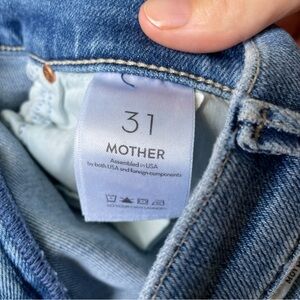 31
MOTHER
Assembled in USA
by both USA and foreign components